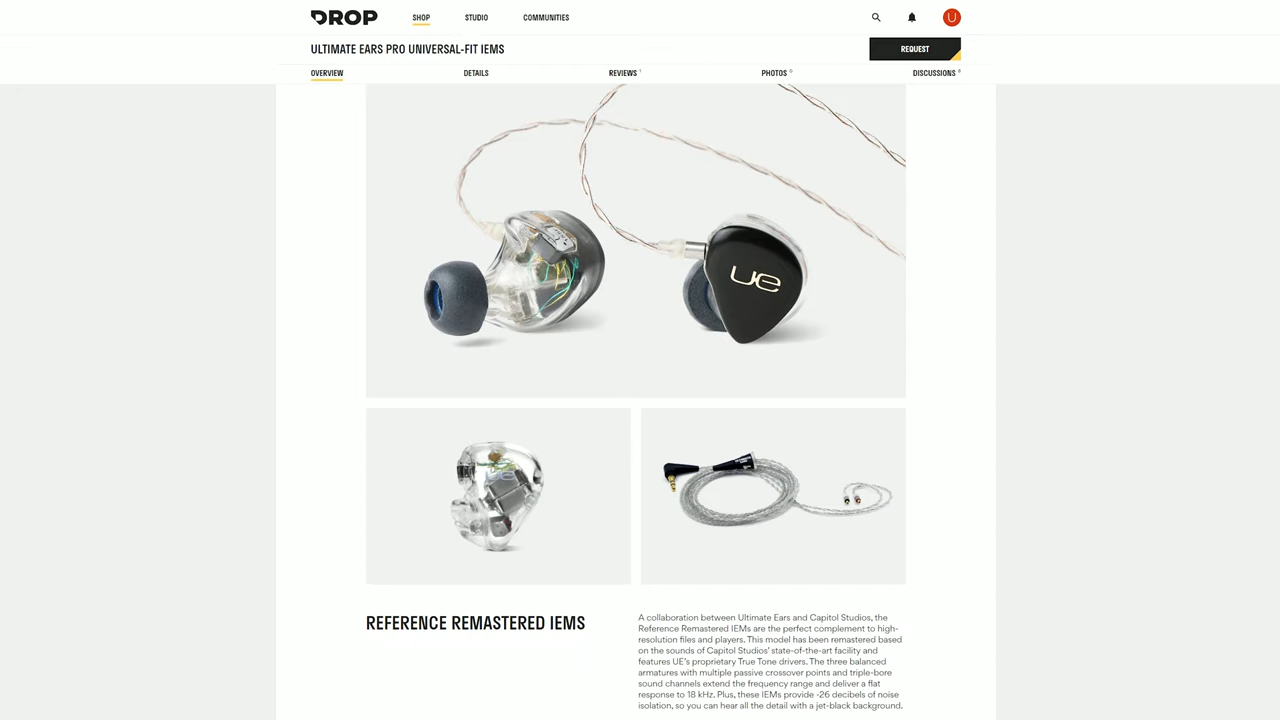 DROP
SHOP
STUDIO
COMMUNITIES
U
ULTIMATE EARS PRO UNIVERSAL-FIT IEMS
REQUEST
OVERVIEW
DETAILS
REVIEWS 1
PHOTOS 0
DISCUSSIONS
ue
REFERENCE REMASTERED IEMS
A collaboration between Ultimate Ears and Capitol Studios, the
Reference Remastered IEMs are the perfect complement to high-
resolution files and players. This model has been remastered based
on the sounds of Capitol Studios' state-of-the-art facility and
features UE's proprietary True Tone drivers. The three balanced
armatures with multiple passive crossover points and triple-bore
sound channels extend the frequency range and deliver a flat
response to 18 kHz. Plus, these IEMs provide -26 decibels of noise
isolation, so you can hear all the detail with a jet-black background.